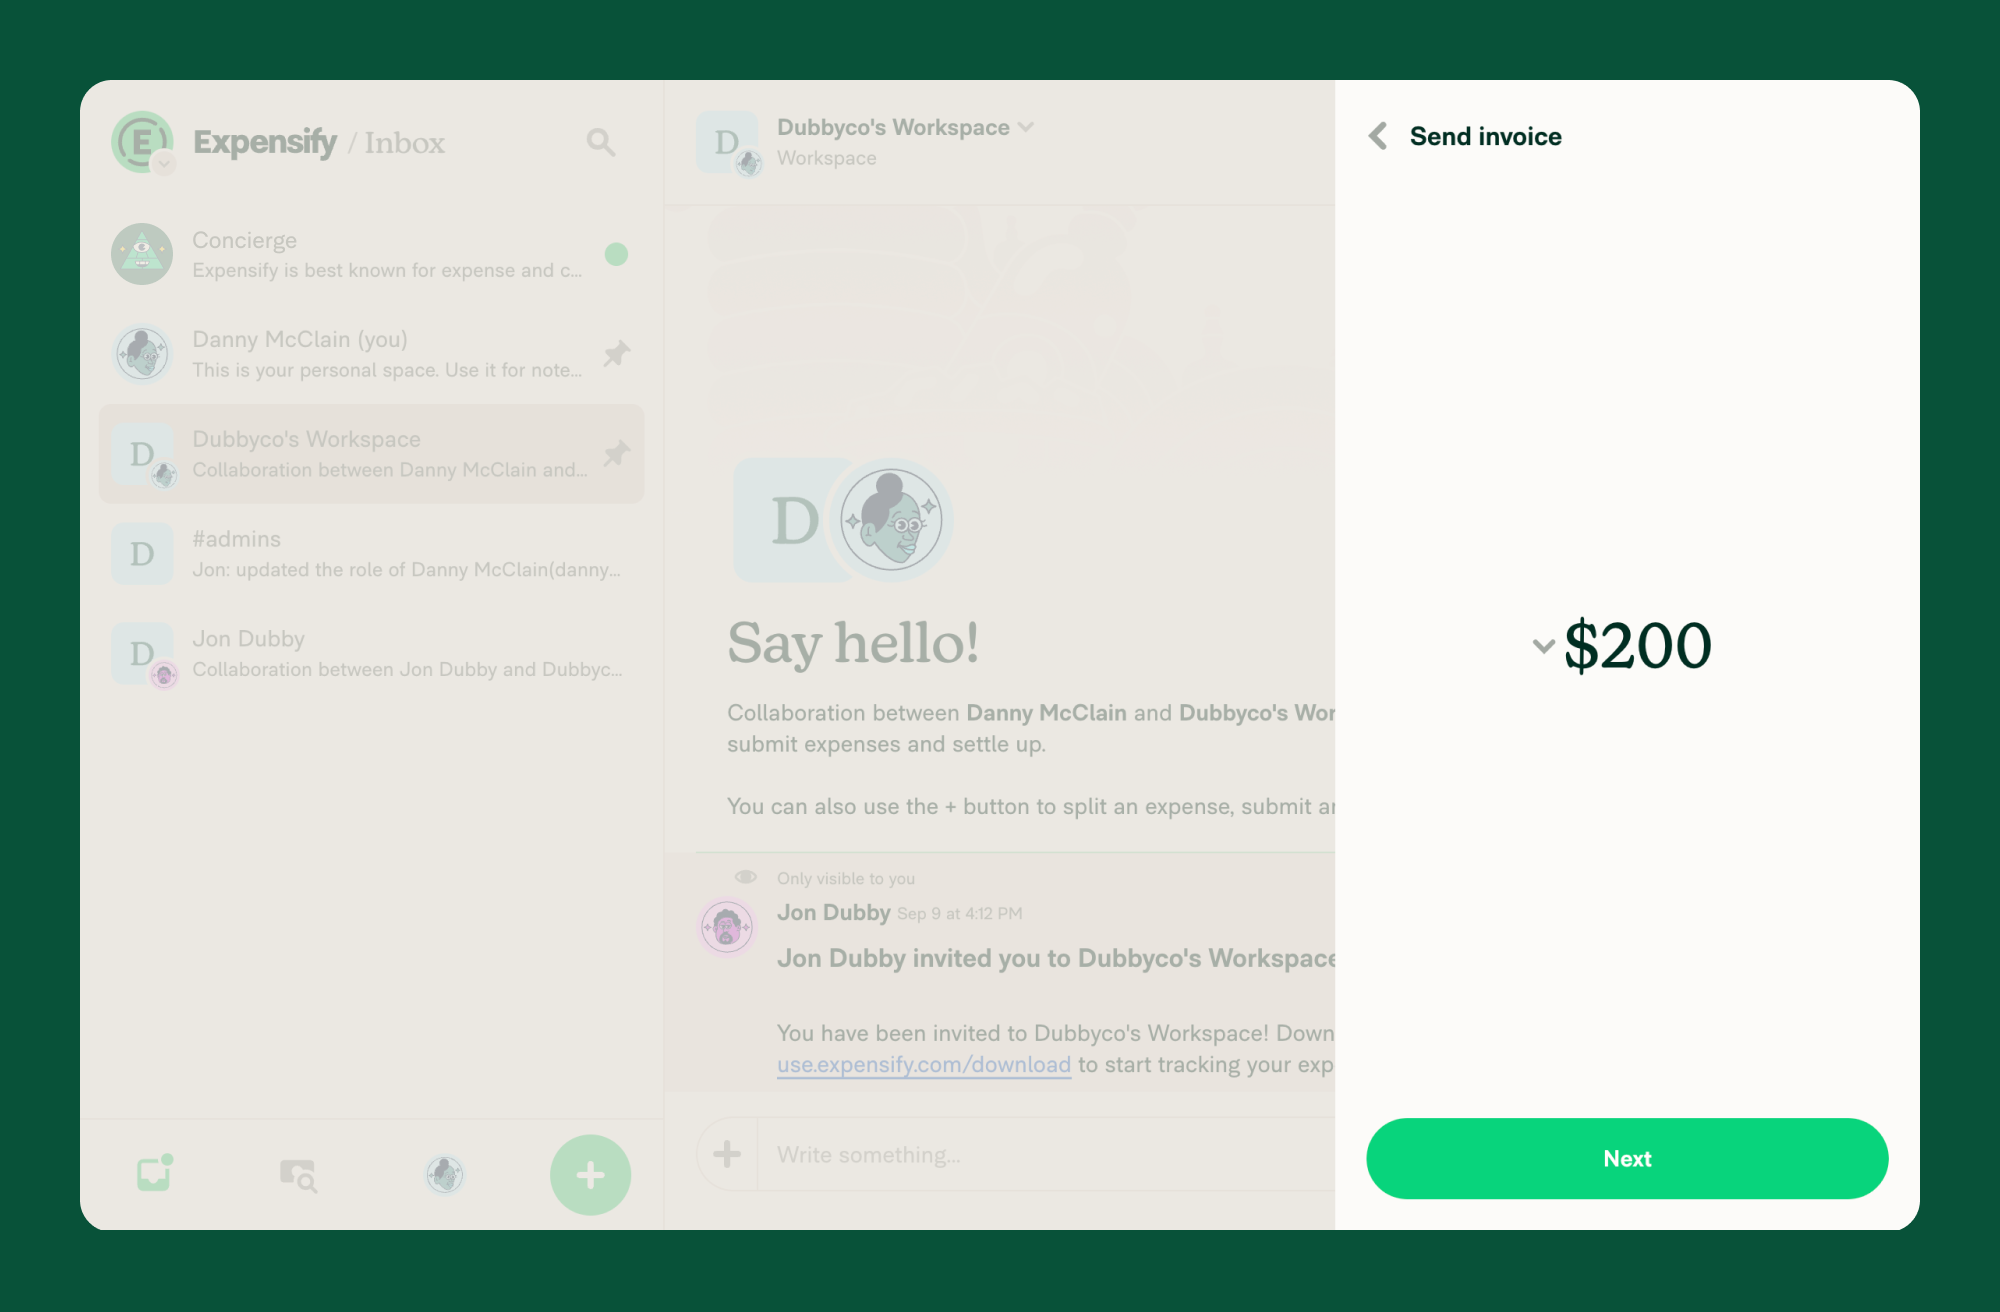 Expensify / Inbox
Concierge
Expensify is best known for expense and c...
Danny McClain (you)
This is your personal space. Use it for note...
D
Dubbyco's Workspace
Collaboration between Danny McClain and...
D
#admins
Jon: updated the role of Danny McClain(danny...
D
Jon Dubby
Collaboration between Jon Dubby and Dubbyc...
D
Dubbyco's Workspace
Workspace
D
Say hello!
Collaboration between Danny McClain and Dubbyco's Wor
submit expenses and settle up.
You can also use the + button to split an expense, submit an
Only visible to you
Jon Dubby Sep 9 at 4:12 PM
Jon Dubby invited you to Dubbyco's Workspace
You have been invited to Dubbyco's Workspace! Down
use.expensify.com/download to start tracking your exp
Write something...
Send invoice
$200
Next